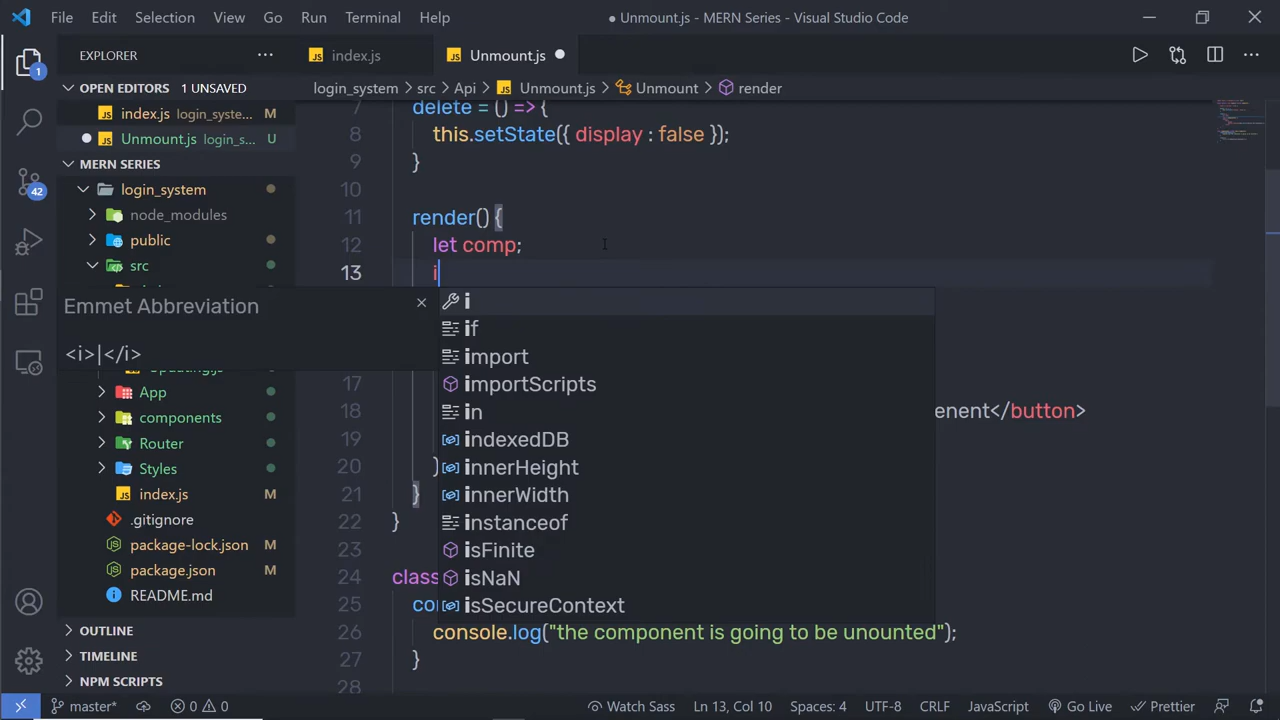 File Edit Selection View Go Run Terminal Help
● Unmount.js - MERN Series - Visual Studio Code
EXPLORER
index.js
Unmount.js
OPEN EDITORS 1 UNSAVED
index.js login_syste... M
Unmount.js login_s... U
login_system > src > Api > Unmount.js > Unmount > render
MERN SERIES
login_system
node_modules
public
src
Emmet Abbreviation
<i>|</i>
App
components
Router
Styles
index.js M
.gitignore
package-lock.json M
package.json M
README.md
OUTLINE
TIMELINE
NPM SCRIPTS
1
42
7 delete = () => {
8 this.setState({ display : false });
9 }
10
11 render() {
12 let comp;
13 i
i
if
import
importScripts
in
indexedDB
innerHeight
innerWidth
instanceof
isFinite
isNaN
isSecureContext
17
18 enent</button>
19
20 )
21 }
22 }
23
24 class
25 co
26 console.log("the component is going to be unounted");
27 }
28
master* 0 0 Watch Sass Ln 13, Col 10 Spaces: 4 UTF-8 CRLF JavaScript Go Live Prettier